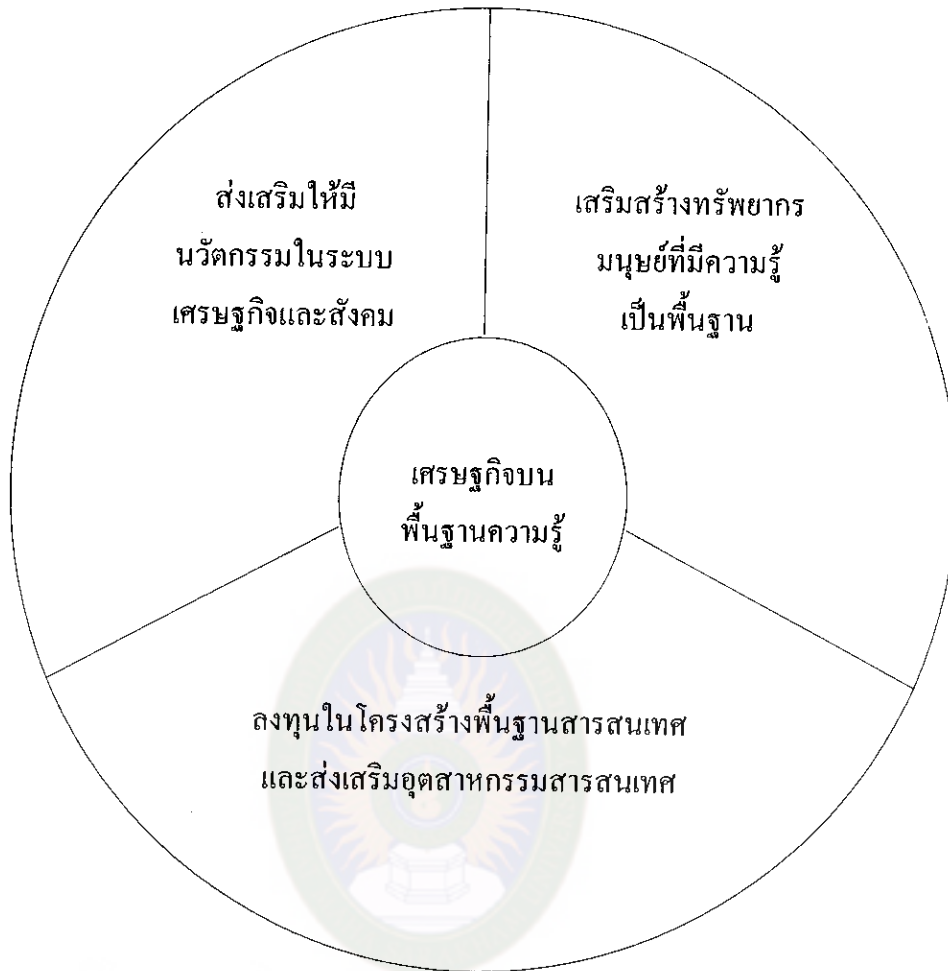 ส่งเสริมให้มี
นวัตกรรมในระบบ
เศรษฐกิจและสังคม
เสริมสร้างทรัพยากร
มนุษย์ที่มีความรู้
เป็นพื้นฐาน
เศรษฐกิจบน
พื้นฐานความรู้
ลงทุนในโครงสร้างพื้นฐานสารสนเทศ
และส่งเสริมอุตสาหกรรมสารสนเทศ